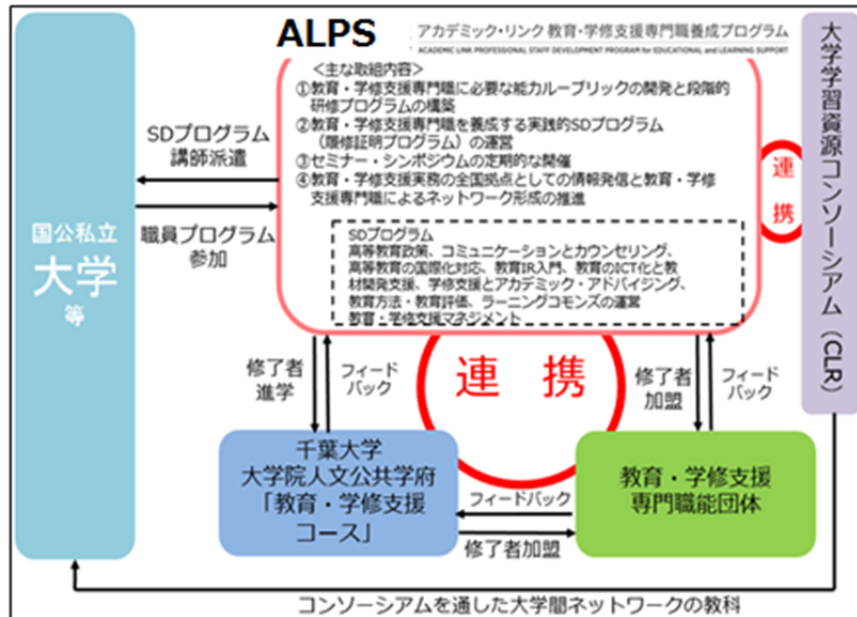 ALPS
アカデミック・リンク 教育・学修支援専門職養成プログラム
ACADEMIC LINK PROFESSIONAL STAFF DEVELOPMENT PROGRAM for EDUCATIONAL and LEARNING SUPPORT
＜主な取組内容＞
①教育・学修支援専門職に必要な能力ルーブリックの開発と段階的
研修プログラムの構築
②教育・学修支援専門職を養成する実践的SDプログラム
（履修証明プログラム）の運営
③セミナー・シンポジウムの定期的な開催
④教育・学修支援実務の全国拠点としての情報発信と教育・学修
支援専門職によるネットワーク形成の推進
SDプログラム
高等教育政策、コミュニケーションとカウンセリング、
高等教育の国際化対応、教育IR入門、教育のICT化と教
材開発支援、学修支援とアカデミック・アドバイジング、
教育方法・教育評価、ラーニングコモンズの運営
教育・学修支援マネジメント
SDプログラム
講師派遣
職員プログラム
参加
国公私立
大学
等
連
携
大学学習資源コンソーシアム（CLR）
修了者
進学
フィード
バック
連 携
修了者
加盟
フィード
バック
千葉大学
大学院人文公共学府
「教育・学修支援
コース」
フィードバック
修了者加盟
教育・学修支援
専門職能団体
コンソーシアムを通した大学間ネットワークの教科